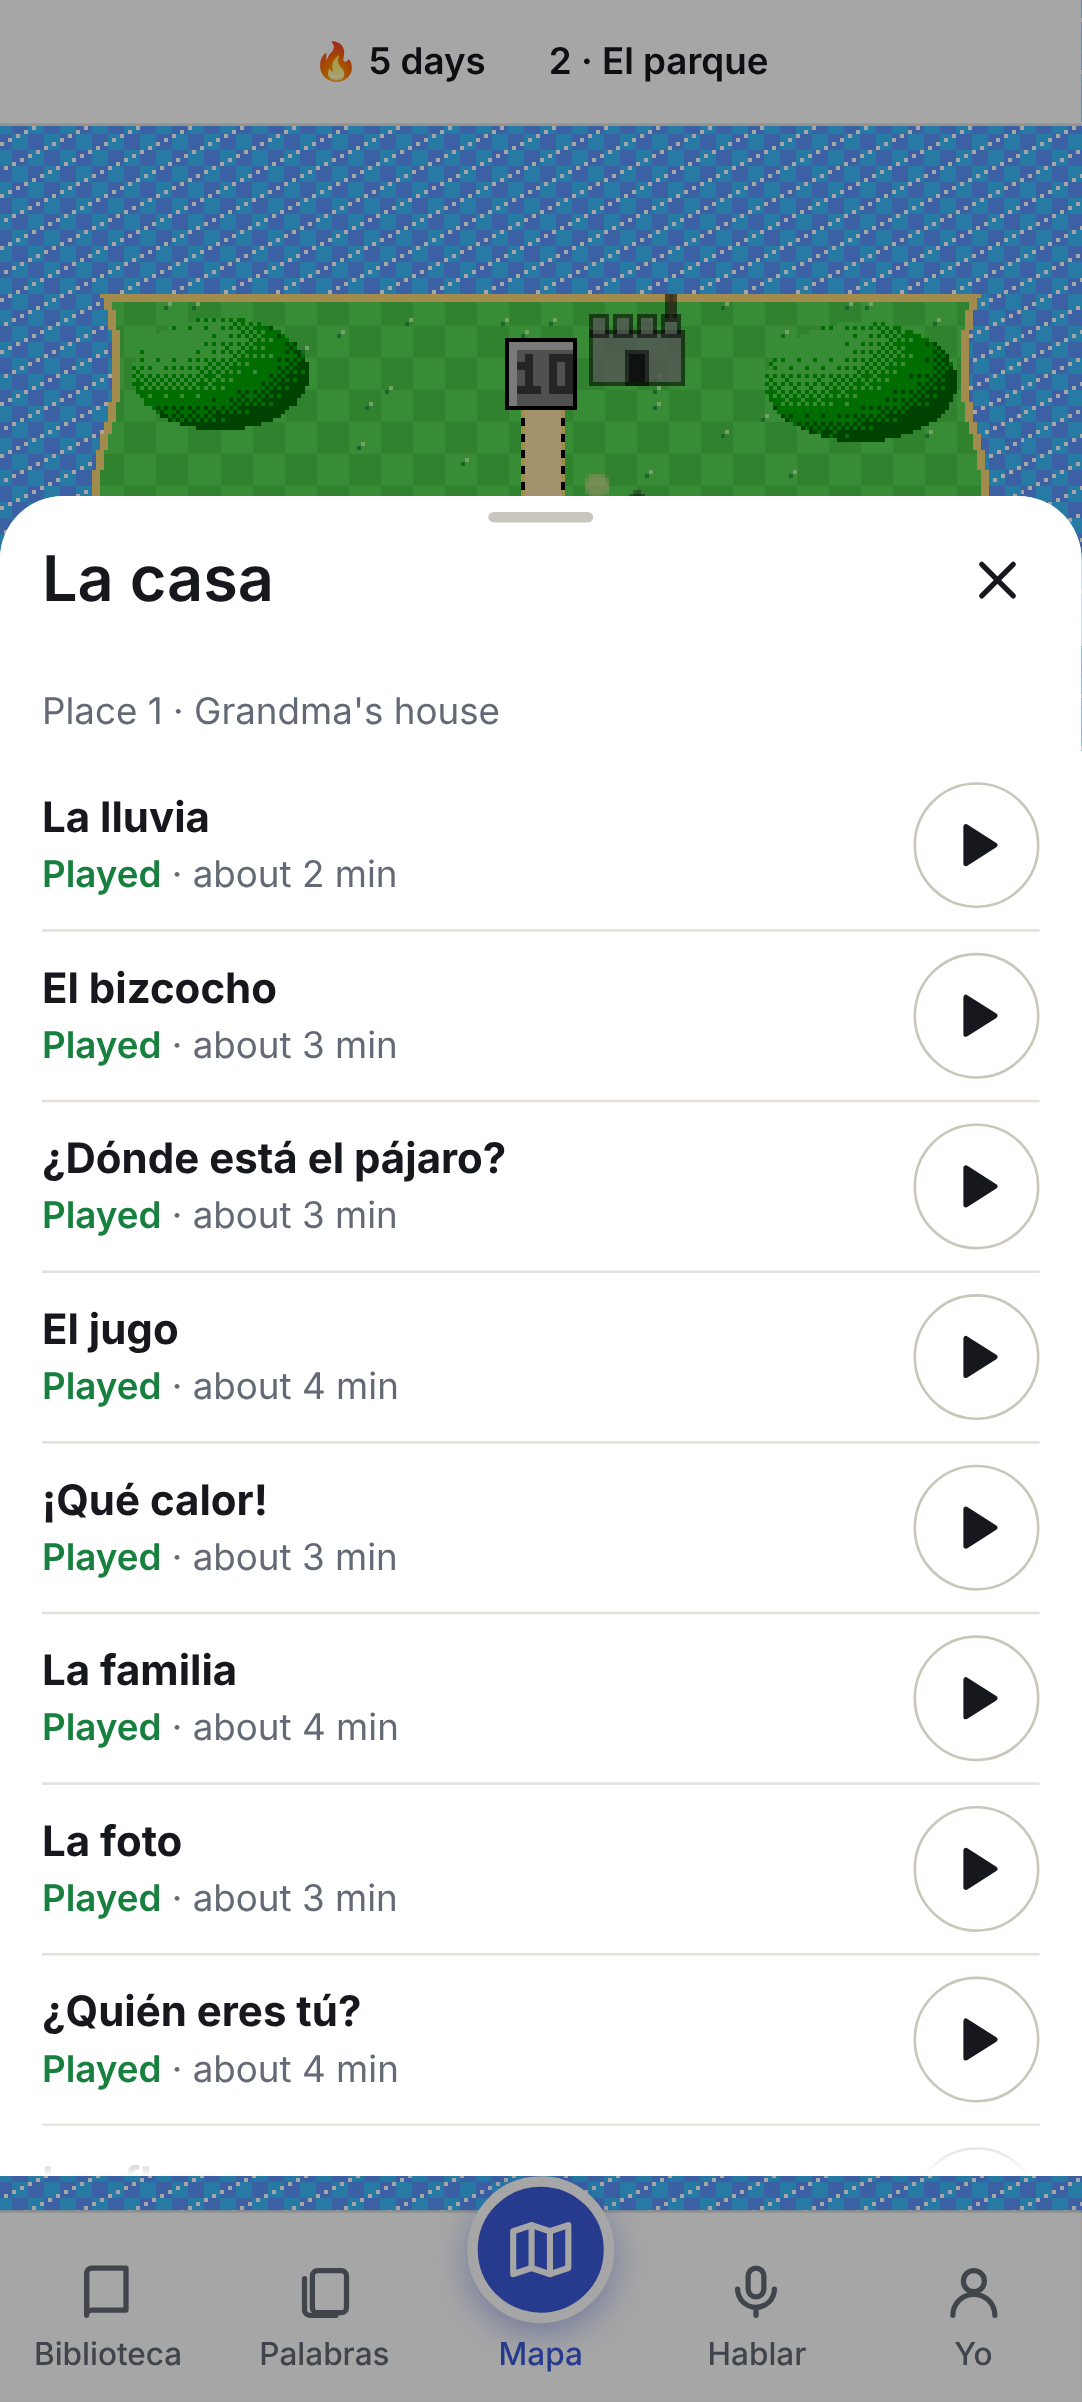 🔥 5 days
2 · El parque
10
La casa
Place 1 · Grandma's house
La lluvia
Played · about 2 min
El bizcocho
Played · about 3 min
¿Dónde está el pájaro?
Played · about 3 min
El jugo
Played · about 4 min
¡Qué calor!
Played · about 3 min
La familia
Played · about 4 min
La foto
Played · about 3 min
¿Quién eres tú?
Played · about 4 min
Biblioteca
Palabras
Mapa
Hablar
Yo